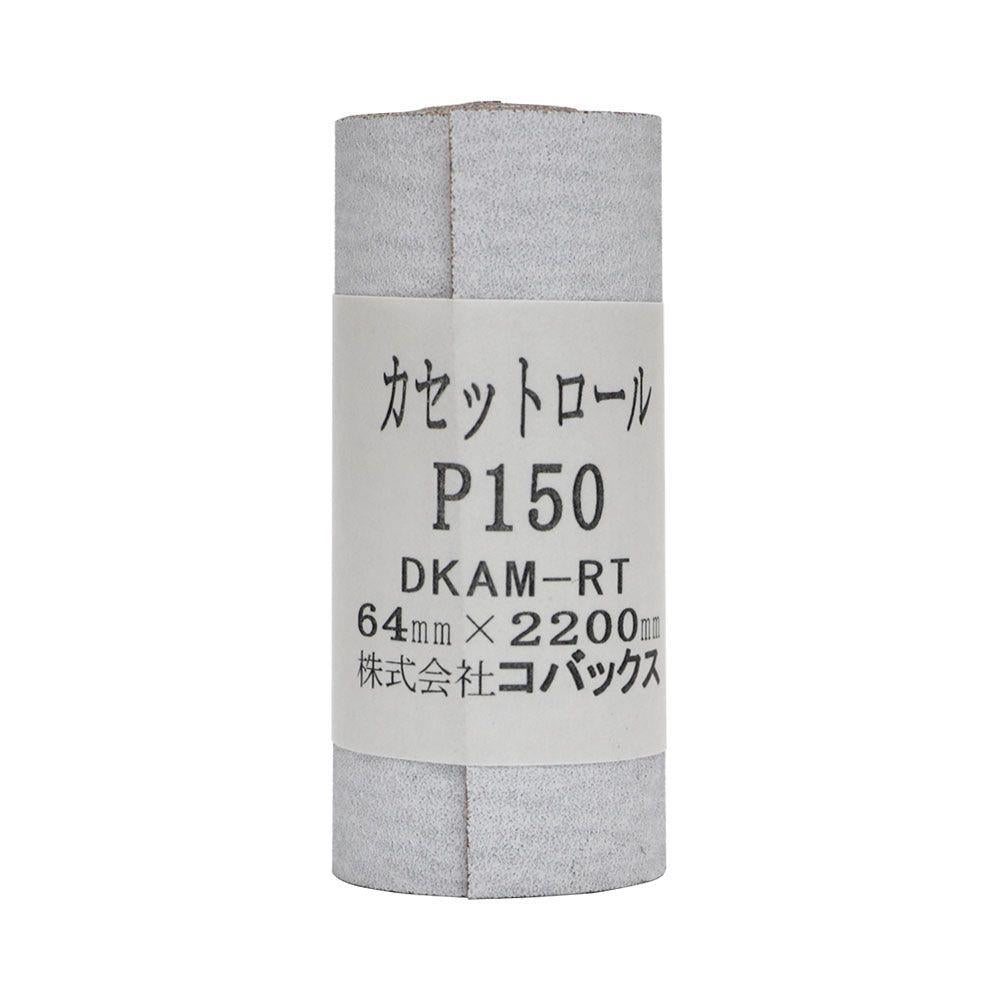 カセットロール
P150
DKAM-RT
64mm×2200mm
株式会社コバックス